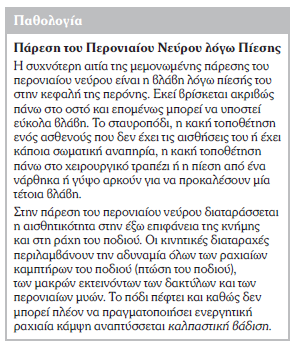 Παθολογία
Πάρεση του Περονιαίου Νεύρου λόγω Πίεσης
Η συχνότερη αιτία της μεμονωμένης πάρεσης του
περονιαίου νεύρου είναι η βλάβη λόγω πίεσής του
στην κεφαλή της περόνης. Εκεί βρίσκεται ακριβώς
πάνω στο οστό και επομένως μπορεί να υποστεί
εύκολα βλάβη. Το σταυροπόδι, η κακή τοποθέτηση
ενός ασθενούς που δεν έχει τις αισθήσεις του ή έχει
κάποια σωματική αναπηρία, η κακή τοποθέτηση
πάνω στο χειρουργικό τραπέζι ή η πίεση από ένα
νάρθηκα ή γύψο αρκούν για να προκαλέσουν μία
τέτοια βλάβη.
Στην πάρεση του περονιαίου νεύρου διαταράσσεται
η αισθητικότητα στην έξω επιφάνεια της κνήμης
και στη ράχη του ποδιού. Οι κινητικές διαταραχές
περιλαμβάνουν την αδυναμία όλων των ραχιαίων
καμπτήρων του ποδιού (πτώση του ποδιού),
των μακρών εκτεινόντων των δακτύλων και των
περονιαίων μυών. Το πόδι πέφτει και καθώς δεν
μπορεί πλέον να πραγματοποιήσει ενεργητική
ραχιαία κάμψη αναπτύσσεται καλπαστική βάδιση.